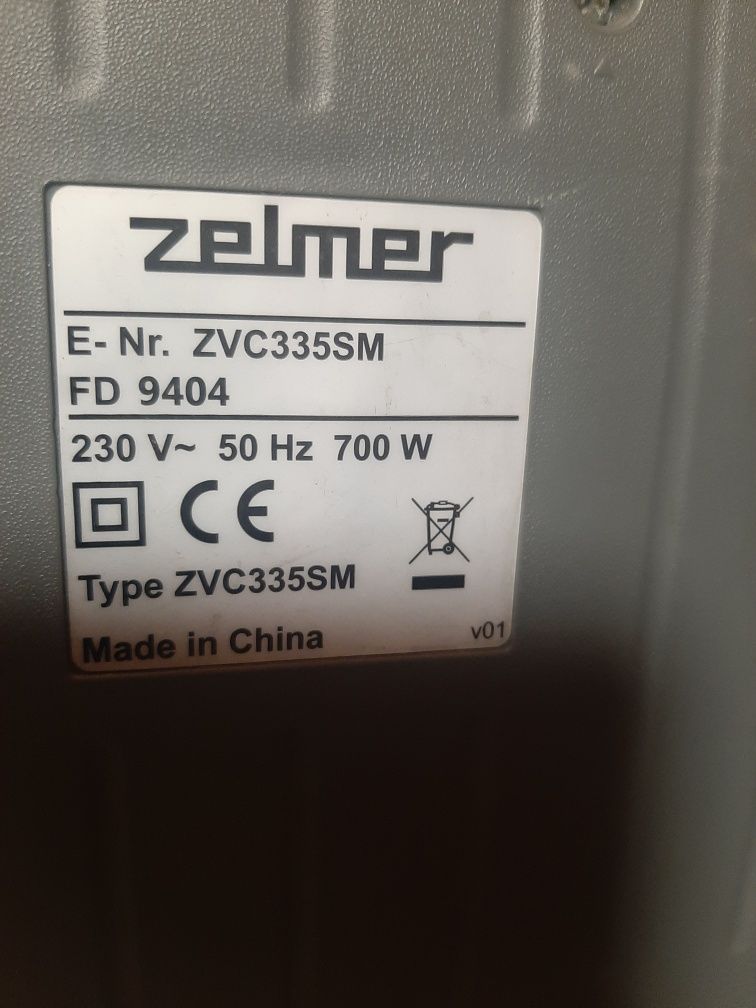 zelmer
E- Nr. ZVC335SM
FD 9404
230 V~ 50 Hz 700 W
CE
Type ZVC335SM
Made in China
v01